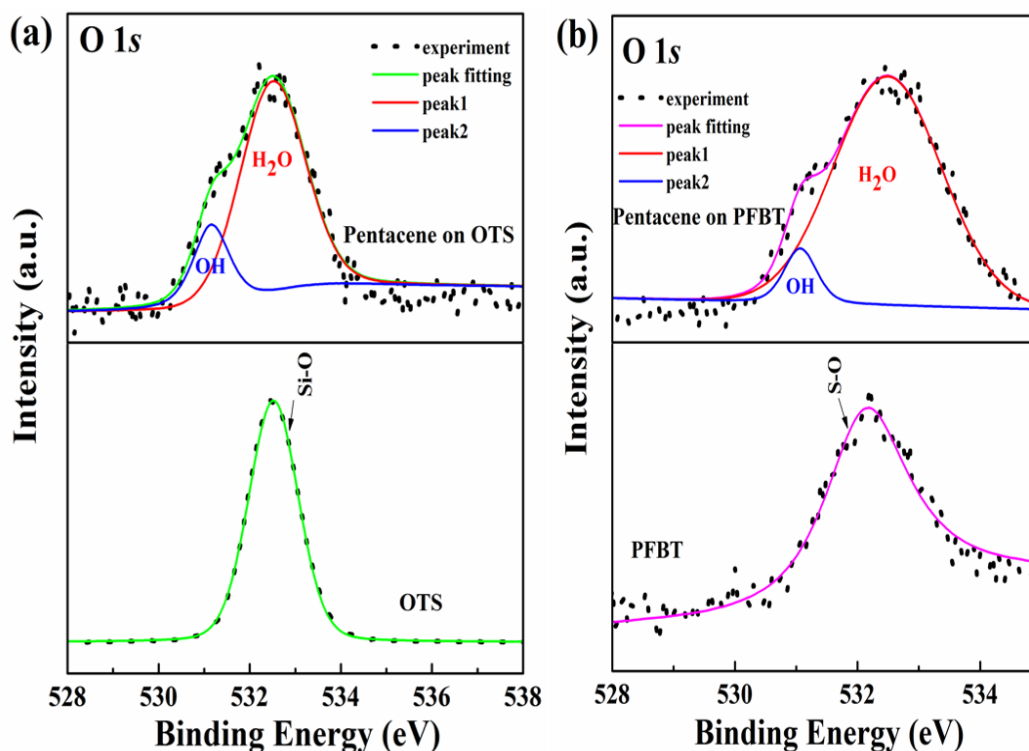 (a)
O 1s
experiment
peak fitting
peak1
peak2
H2O
OH
Pentacene on OTS
Si-O
OTS
Intensity (a.u.)
528 530 532 534 536 538
Binding Energy (eV)
(b)
O 1s
experiment
peak fitting
peak1
peak2
Pentacene on PFBT
H2O
OH
S-O
PFBT
Intensity (a.u.)
528 530 532 534
Binding Energy (eV)